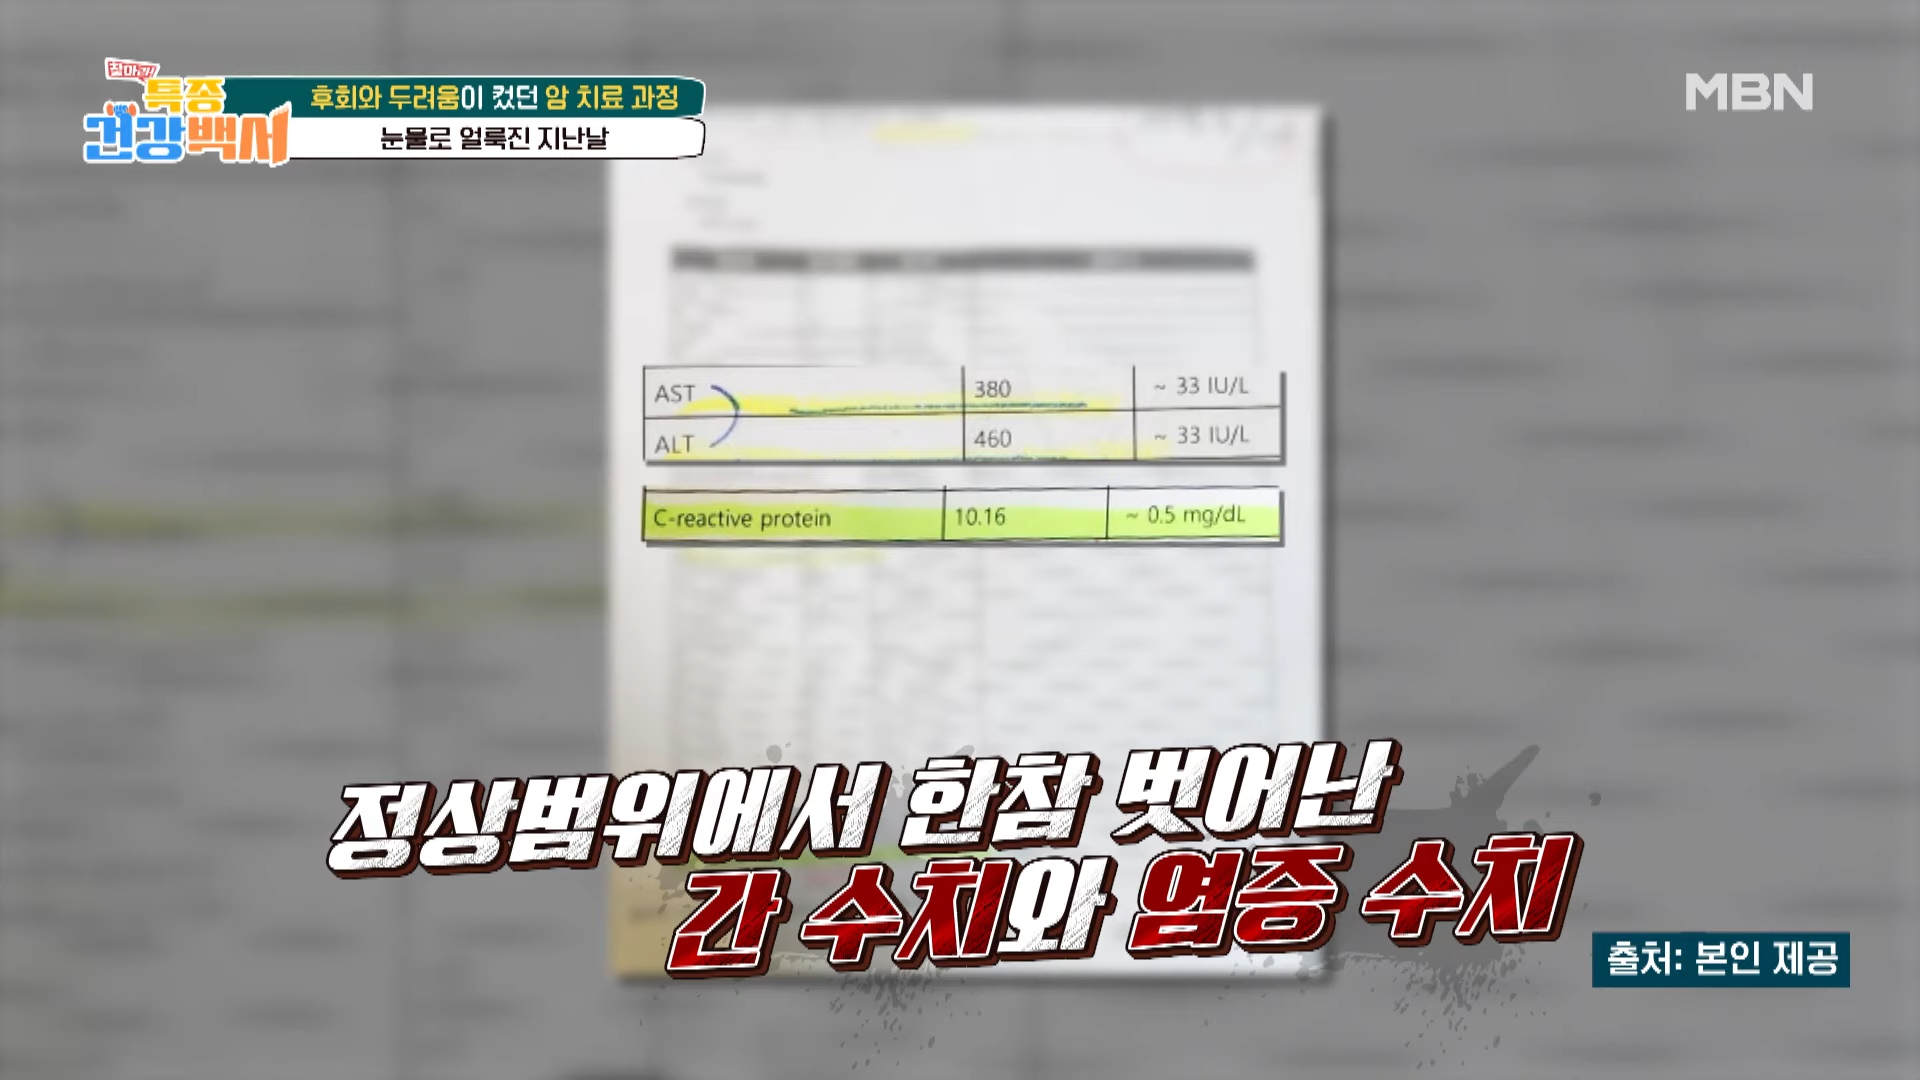 찾아라!
특종
건강백서
후회와 두려움이 컸던 암 치료 과정
눈물로 얼룩진 지난날
MBN
AST 380 ~ 33 IU/L
ALT 460 ~ 33 IU/L
C-reactive protein 10.16 ~ 0.5 mg/dL
정상범위에서 한참 벗어난
간 수치와 염증 수치
출처: 본인 제공